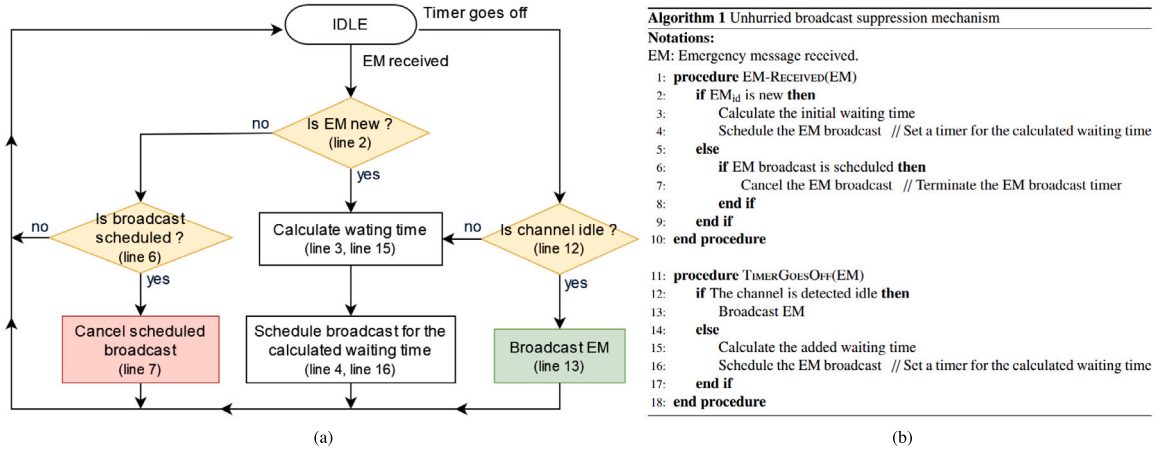 IDLE
Timer goes off
EM received
Is EM new ?
(line 2)
no
yes
Is broadcast
scheduled ?
(line 6)
no
yes
Calculate wating time
(line 3, line 15)
Is channel idle ?
(line 12)
no
yes
Cancel scheduled
broadcast
(line 7)
Schedule broadcast for the
calculated waiting time
(line 4, line 16)
Broadcast EM
(line 13)
(a)
Algorithm 1 Unhurried broadcast suppression mechanism
Notations:
EM: Emergency message received.
1: procedure EM-Received(EM)
2: if EMid is new then
3: Calculate the initial waiting time
4: Schedule the EM broadcast // Set a timer for the calculated waiting time
5: else
6: if EM broadcast is scheduled then
7: Cancel the EM broadcast // Terminate the EM broadcast timer
8: end if
9: end if
10: end procedure
11: procedure TimerGoesOff(EM)
12: if The channel is detected idle then
13: Broadcast EM
14: else
15: Calculate the added waiting time
16: Schedule the EM broadcast // Set a timer for the calculated waiting time
17: end if
18: end procedure
(b)